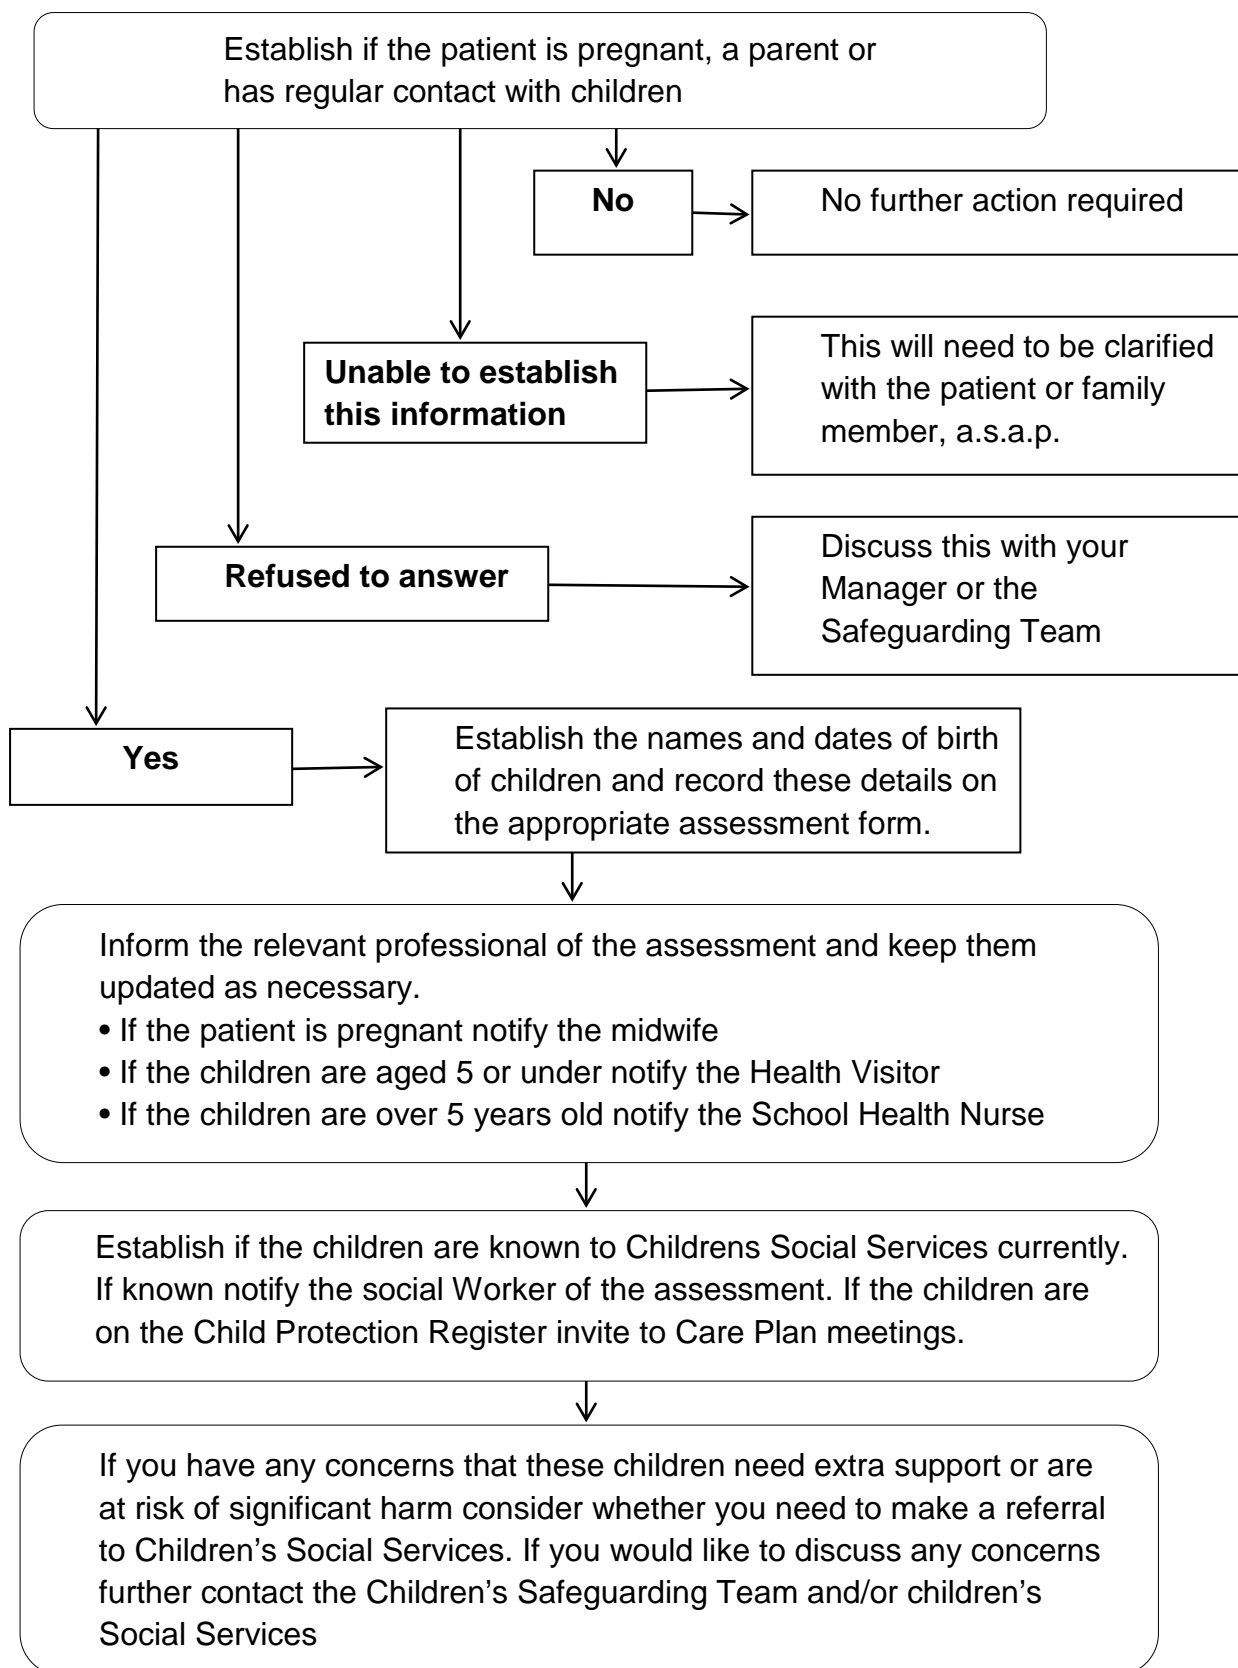 Establish if the patient is pregnant, a parent or
has regular contact with children
No
No further action required
Unable to establish
this information
This will need to be clarified
with the patient or family
member, a.s.a.p.
Refused to answer
Discuss this with your
Manager or the
Safeguarding Team
Yes
Establish the names and dates of birth
of children and record these details on
the appropriate assessment form.
Inform the relevant professional of the assessment and keep them
updated as necessary.
• If the patient is pregnant notify the midwife
• If the children are aged 5 or under notify the Health Visitor
• If the children are over 5 years old notify the School Health Nurse
Establish if the children are known to Childrens Social Services currently.
If known notify the social Worker of the assessment. If the children are
on the Child Protection Register invite to Care Plan meetings.
If you have any concerns that these children need extra support or are
at risk of significant harm consider whether you need to make a referral
to Children’s Social Services. If you would like to discuss any concerns
further contact the Children’s Safeguarding Team and/or children’s
Social Services